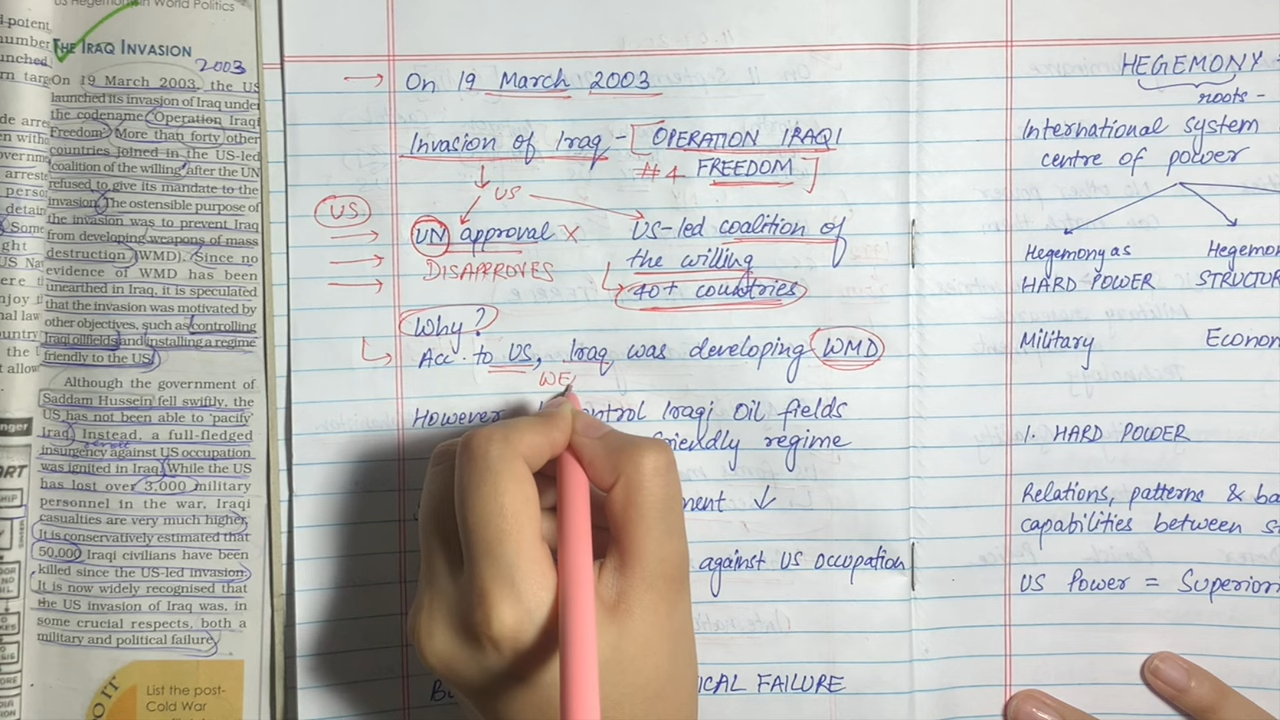 US Hegemony in World Politics
THE IRAQ INVASION
2003
On 19 March 2003, the US
launched its invasion of Iraq under
the codename 'Operation Iraqi
Freedom'. More than forty other
countries joined in the US-led
coalition of the willing after the UN
refused to give its mandate to the
invasion. The ostensible purpose of
the invasion was to prevent Iraq
from developing weapons of mass
destruction (WMD). Since no
evidence of WMD has been
unearthed in Iraq, it is speculated
that the invasion was motivated by
other objectives, such as controlling
Iraqi oilfields and installing a regime
friendly to the US.
Although the government of
Saddam Hussein fell swiftly, the
US has not been able to 'pacify'
Iraq. Instead, a full-fledged
insurgency against US occupation
was ignited in Iraq. While the US
has lost over 3,000 military
personnel in the war, Iraqi
casualties are very much higher.
It is conservatively estimated that
50,000 Iraqi civilians have been
killed since the US-led invasion.
It is now widely recognised that
the US invasion of Iraq was, in
some crucial respects, both a
military and political failure.
List the post-
Cold War
→ On 19 March 2003
Invasion of Iraq - [OPERATION IRAQI
#4 FREEDOM]
US
US
UN approval X
DISAPPROVES
US-led coalition of
the willing
40+ countries
Why?
Acc. to US, Iraq was developing WMD
WE
However
control Iraqi Oil fields
friendly regime
ment ↓
against US occupation
ICAL FAILURE
HEGEMONY
roots -
International system
centre of power
Hegemony as
HARD POWER
Military
Hegemon
STRUCTUR
Econom
1. HARD POWER
Relations, patterns & ba
capabilities between s
US Power = Superior